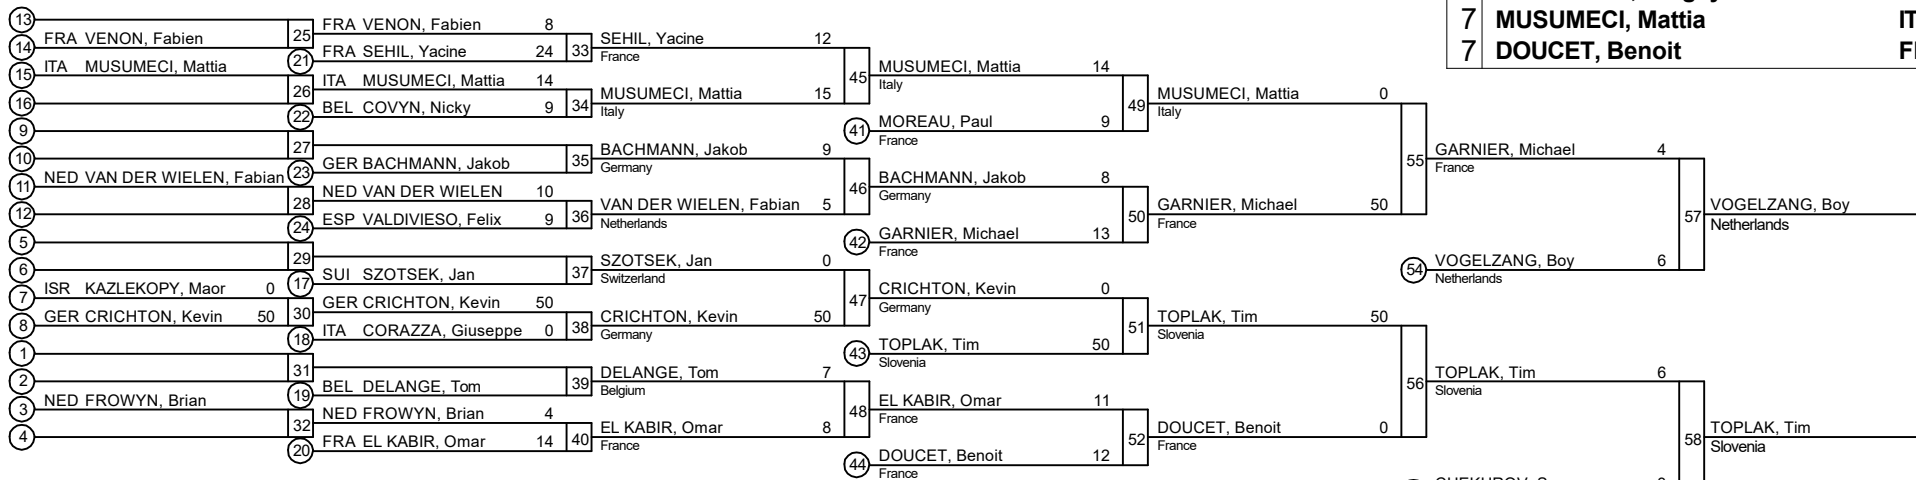 7 MUSUMECI, Mattia IT
7 DOUCET, Benoit
13
14 FRA VENON, Fabien
15 ITA MUSUMECI, Mattia
16
9
10
11 NED VAN DER WIELEN, Fabian
12
5
6
7 ISR KAZLEKOPY, Maor 0
8 GER CRICHTON, Kevin 50
1
2
3 NED FROWYN, Brian
4
25 FRA VENON, Fabien 8
21 FRA SEHIL, Yacine 24
26 ITA MUSUMECI, Mattia 14
22 BEL COVYN, Nicky 9
27
23 GER BACHMANN, Jakob
28 NED VAN DER WIELEN 10
24 ESP VALDIVIESO, Felix 9
29
17 SUI SZOTSEK, Jan
30 GER CRICHTON, Kevin 50
18 ITA CORAZZA, Giuseppe 0
31
19 BEL DELANGE, Tom
32 NED FROWYN, Brian 4
20 FRA EL KABIR, Omar 14
33 SEHIL, Yacine 12
France
34 MUSUMECI, Mattia 15
Italy
35 BACHMANN, Jakob 9
Germany
36 VAN DER WIELEN, Fabian 5
Netherlands
37 SZOTSEK, Jan 0
Switzerland
38 CRICHTON, Kevin 50
Germany
39 DELANGE, Tom 7
Belgium
40 EL KABIR, Omar 8
France
45 MUSUMECI, Mattia 14
Italy
41 MOREAU, Paul 9
France
46 BACHMANN, Jakob 8
Germany
42 GARNIER, Michael 13
France
47 CRICHTON, Kevin 0
Germany
43 TOPLAK, Tim 50
Slovenia
48 EL KABIR, Omar 11
France
44 DOUCET, Benoit 12
France
49 MUSUMECI, Mattia 0
Italy
50 GARNIER, Michael 50
France
51 TOPLAK, Tim 50
Slovenia
52 DOUCET, Benoit 0
France
55 GARNIER, Michael 4
France
54 VOGELZANG, Boy 6
Netherlands
56 TOPLAK, Tim 6
Slovenia
57 VOGELZANG, Boy
Netherlands
58 TOPLAK, Tim
Slovenia